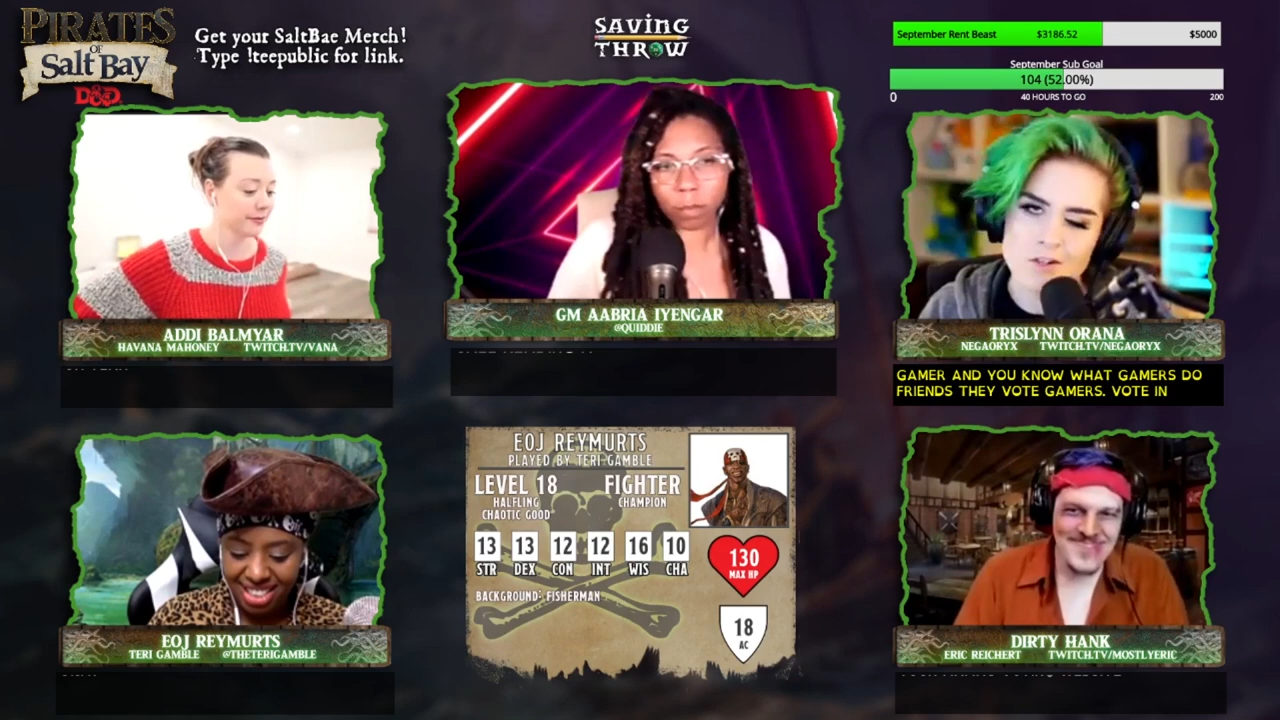 PIRATES
OF
Salt Bay
D&D
Get your SaltBae Merch!
Type !teepublic for link.
SAVING
THROW
September Rent Beast $3186.52 $5000
September Sub Goal
104 (52.00%)
0 40 HOURS TO GO 200
ADDI BALMYAR
HAVANA MAHONEY TWITCH.TV/VANA
GM AABRIA IYENGAR
@QUIDDIE
TRISLYNN ORANA
NEGAORYX TWITCH.TV/NEGAORYX
GAMER AND YOU KNOW WHAT GAMERS DO
FRIENDS THEY VOTE GAMERS. VOTE IN
EOJ REYMURTS
TERI GAMBLE @THETERIGAMBLE
EOJ REYMURTS
PLAYED BY TERI GAMBLE
LEVEL 18 FIGHTER
HALFLING CHAMPION
CHAOTIC GOOD
13 13 12 12 16 10
STR DEX CON INT WIS CHA
130
MAX HP
BACKGROUND: FISHERMAN
18
AC
DIRTY HANK
ERIC REICHERT TWITCH.TV/MOSTLYERIC